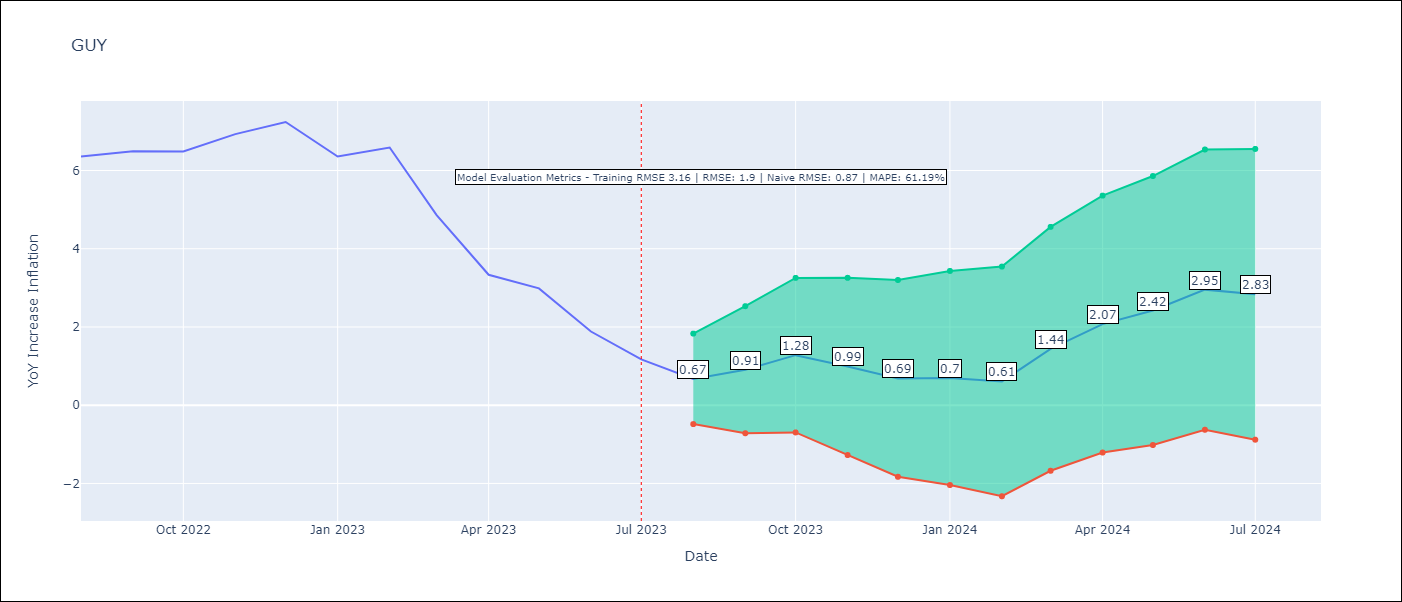 GUY
Model Evaluation Metrics - Training RMSE 3.16 | RMSE: 1.9 | Naive RMSE: 0.87 | MAPE: 61.19%
YoY Increase Inflation
6
4
2
0
−2
0.67
0.91
1.28
0.99
0.69
0.7
0.61
1.44
2.07
2.42
2.95
2.83
Oct 2022
Jan 2023
Apr 2023
Jul 2023
Oct 2023
Jan 2024
Apr 2024
Jul 2024
Date